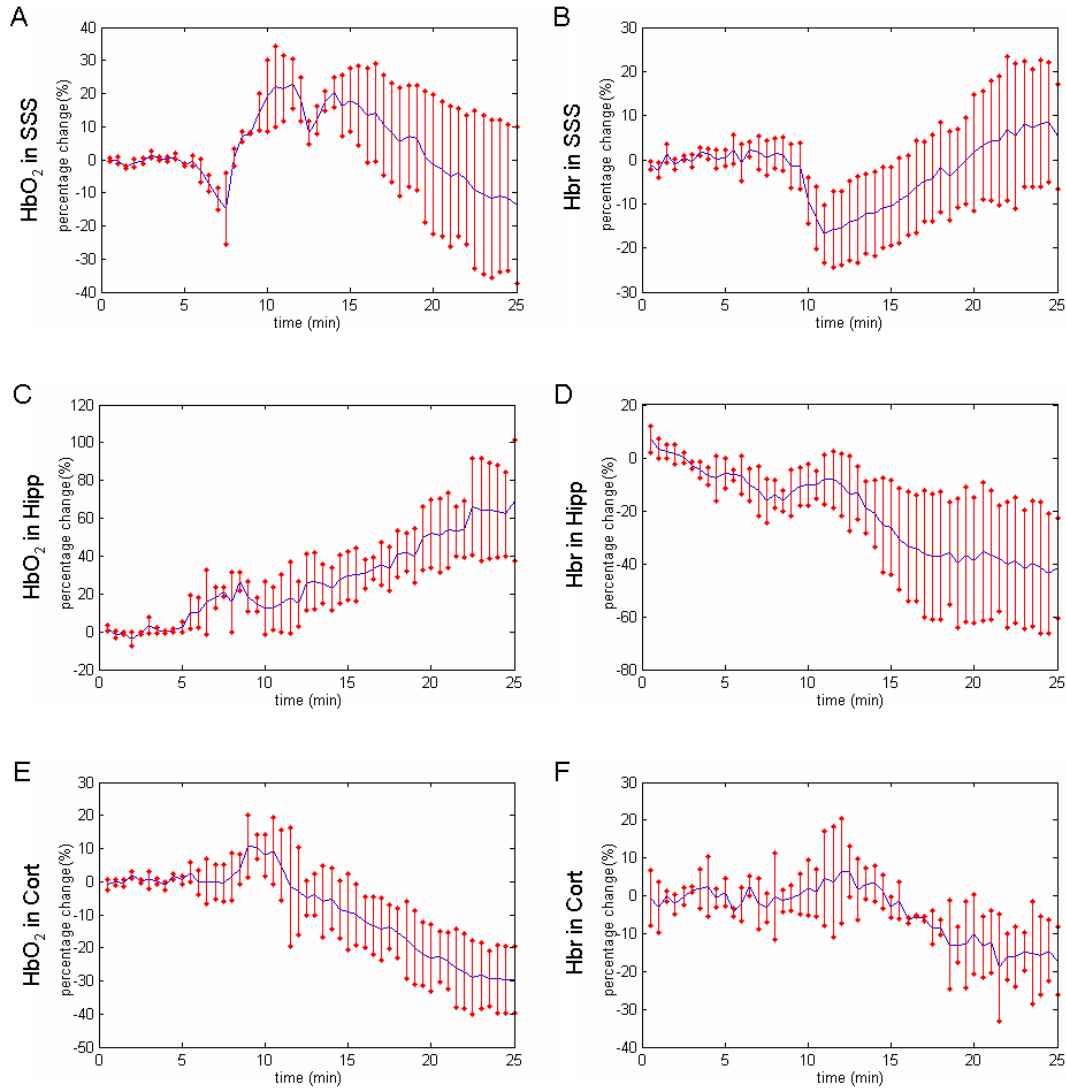 A
HbO2 in SSS
percentage change(%)
40
30
20
10
0
-10
-20
-30
-40
0 5 10 15 20 25
time (min)
B
Hbr in SSS
percentage change(%)
30
20
10
0
-10
-20
-30
0 5 10 15 20 25
time (min)
C
HbO2 in Hipp
percentage change(%)
120
100
80
60
40
20
0
-20
0 5 10 15 20 25
time (min)
D
Hbr in Hipp
percentage change(%)
20
0
-20
-40
-60
-80
0 5 10 15 20 25
time (min)
E
HbO2 in Cort
percentage change(%)
30
20
10
0
-10
-20
-30
-40
-50
0 5 10 15 20 25
time (min)
F
Hbr in Cort
percentage change(%)
30
20
10
0
-10
-20
-30
-40
0 5 10 15 20 25
time (min)